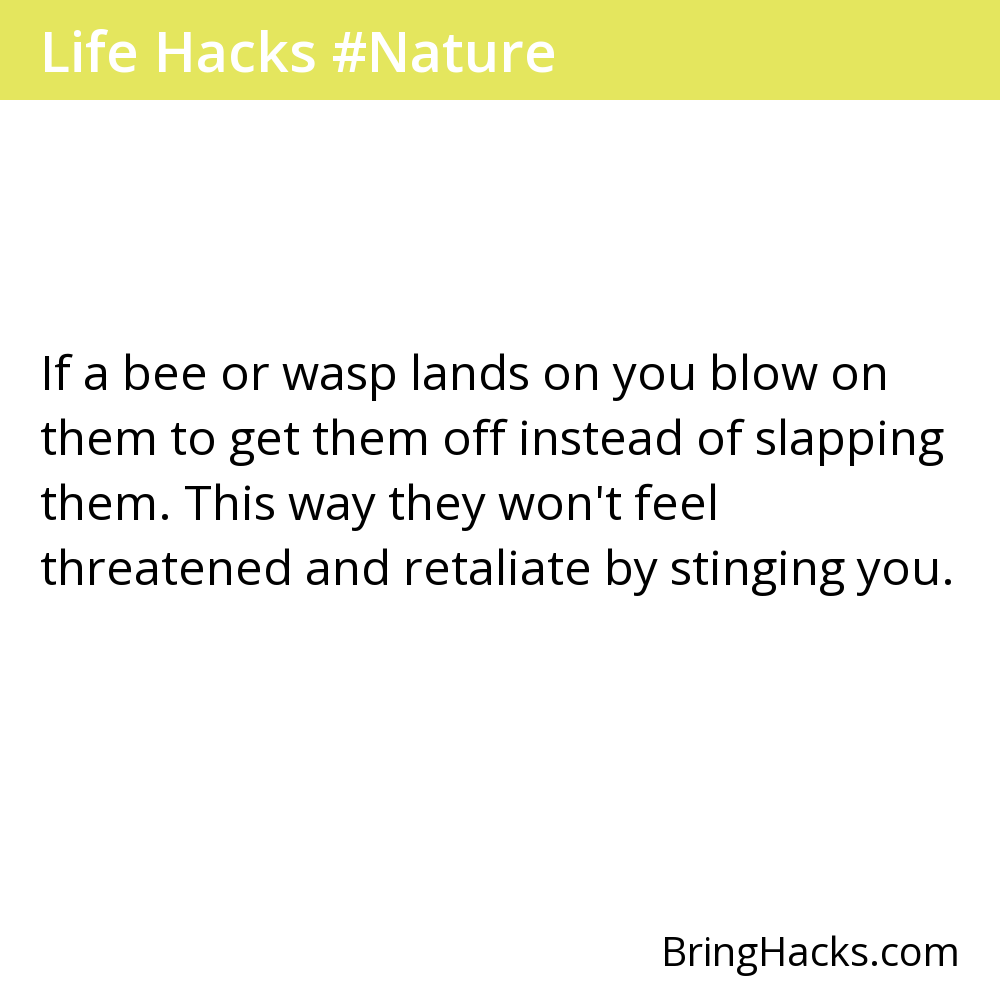 Life Hacks #Nature
If a bee or wasp lands on you blow on
them to get them off instead of slapping
them. This way they won't feel
threatened and retaliate by stinging you.
BringHacks.com